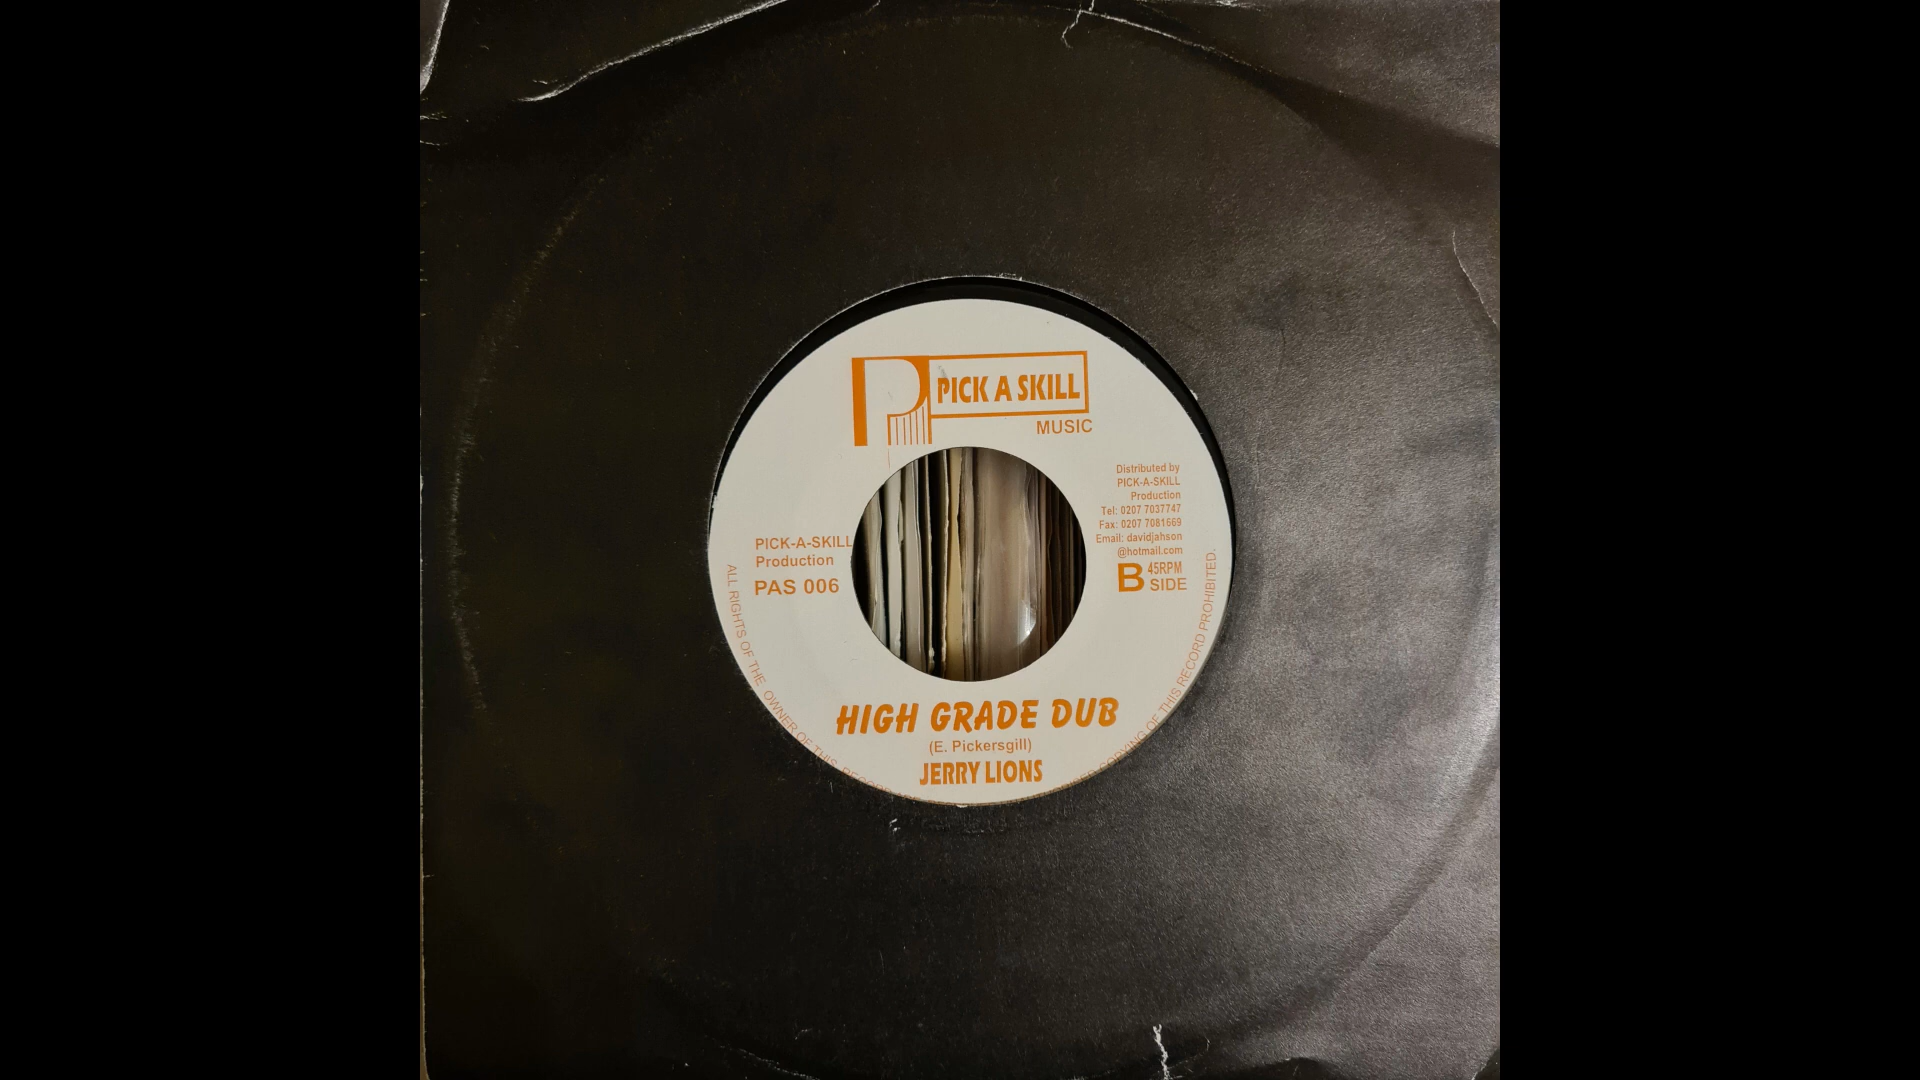 PICK A SKILL
MUSIC
Distributed by
PICK-A-SKILL
Production
Tel: 0207 7037747
Fax: 0207 7081669
Email: davidjahson
@hotmail.com
B 45RPM
SIDE
PICK-A-SKILL
Production
PAS 006
HIGH GRADE DUB
(E. Pickersgill)
JERRY LIONS
ALL RIGHTS OF THE OWNER OF THIS COPYING OF THIS RECORD PROHIBITED.